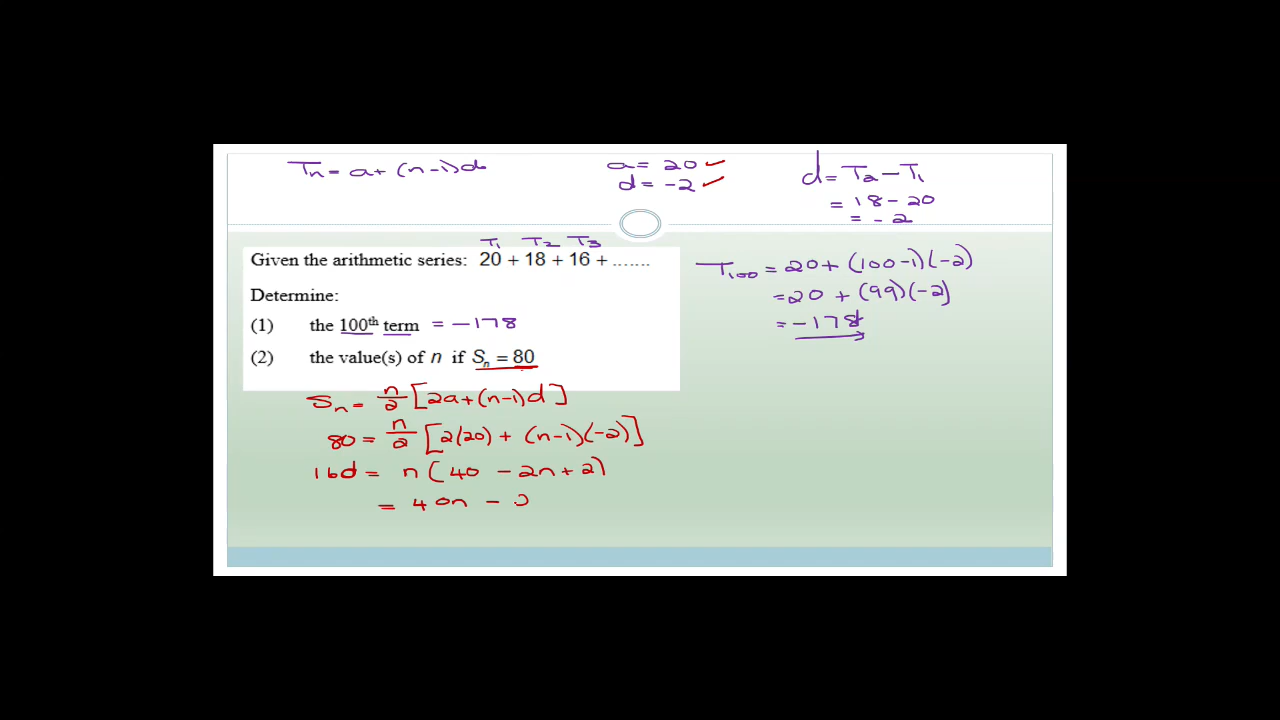 Tn = a + (n-1)d
a = 20 ✓
d = -2 ✓
d = T2 - T1
= 18 - 20
= -2
T1 T2 T3
Given the arithmetic series: 20 + 18 + 16 + .......
Determine:
(1) the 100th term = -178
(2) the value(s) of n if Sn = 80
T100 = 20 + (100-1)(-2)
= 20 + (99)(-2)
= -178
Sn = n/2 [2a + (n-1)d]
80 = n/2 [2(20) + (n-1)(-2)]
160 = n(40 - 2n + 2)
= 40n - 2